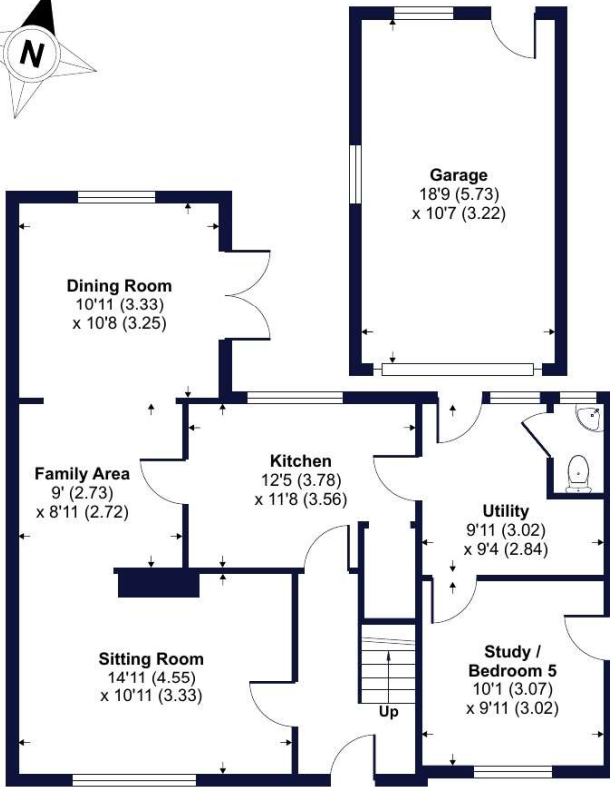 N
Garage
18'9 (5.73)
x 10'7 (3.22)
Dining Room
10'11 (3.33)
x 10'8 (3.25)
Kitchen
12'5 (3.78)
x 11'8 (3.56)
Family Area
9' (2.73)
x 8'11 (2.72)
Utility
9'11 (3.02)
x 9'4 (2.84)
Sitting Room
14'11 (4.55)
x 10'11 (3.33)
Study /
Bedroom 5
10'1 (3.07)
x 9'11 (3.02)
Up